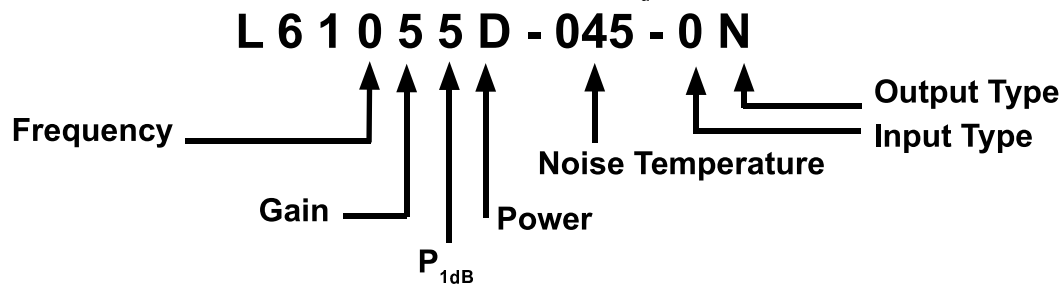 L 6 1 0 5 5 D - 045 - 0 N
Output Type
Frequency
Input Type
Noise Temperature
Gain
Power
P1dB